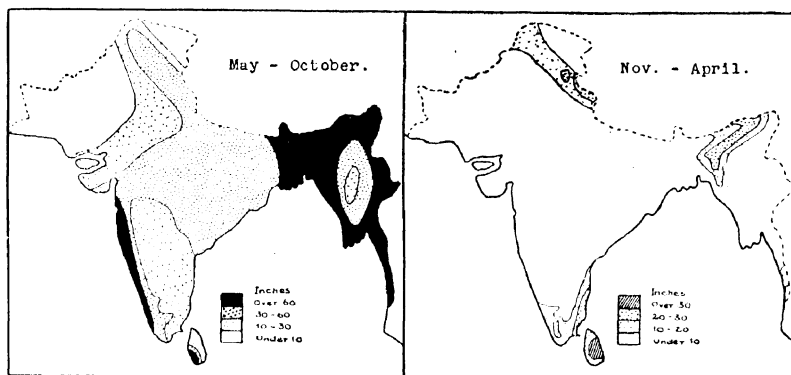 May - October.
Inches
Over 60
30 - 60
10 - 30
Under 10
Nov. - April.
Inches
Over 30
20 - 30
10 - 20
Under 10